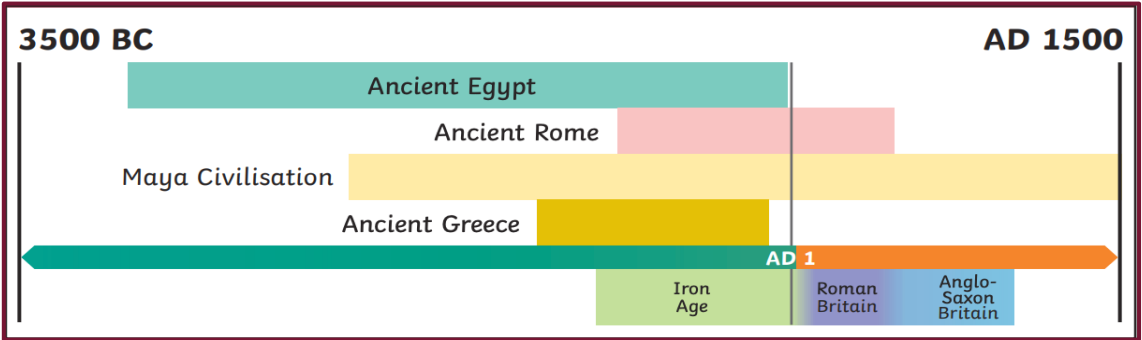 3500 BC
AD 1500
Ancient Egypt
Ancient Rome
Maya Civilisation
Ancient Greece
AD 1
Iron
Age
Roman
Britain
Anglo-
Saxon
Britain